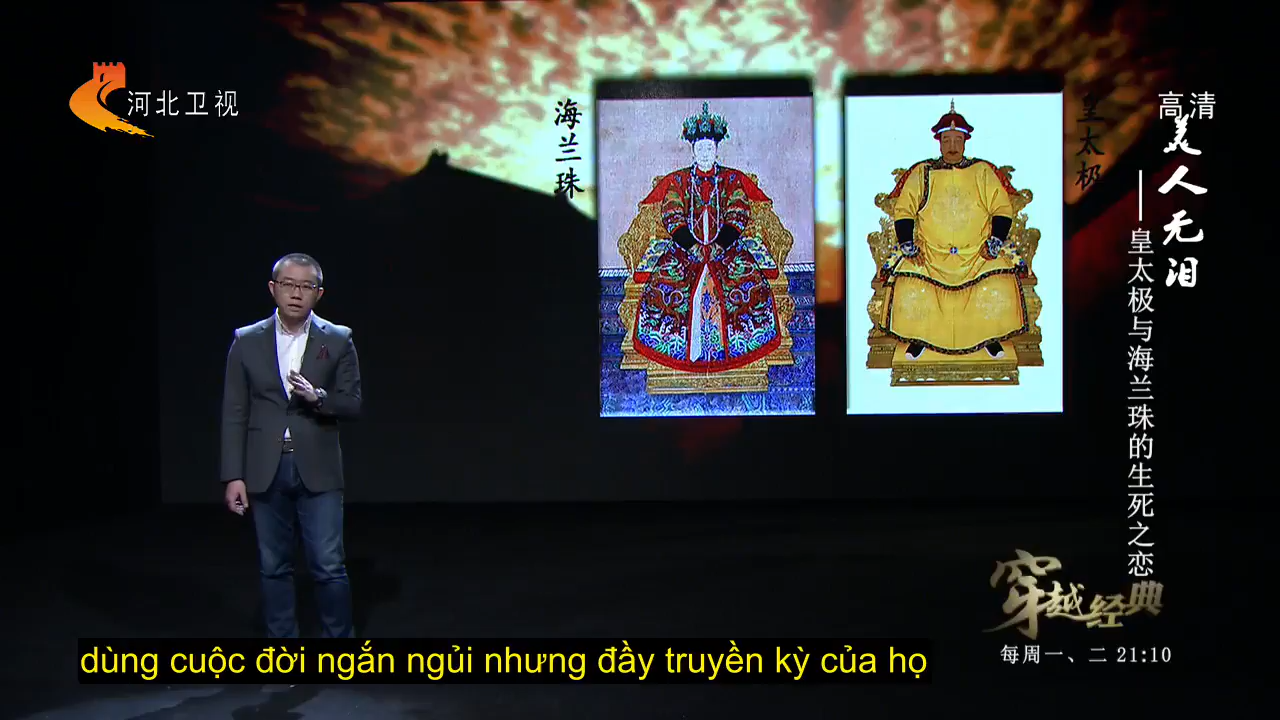 河北卫视
海兰珠
皇太极
高清
美人无泪
——皇太极与海兰珠的生死之恋
穿越经典
每周一、二 21:10
dùng cuộc đời ngắn ngủi nhưng đầy truyền kỳ của họ